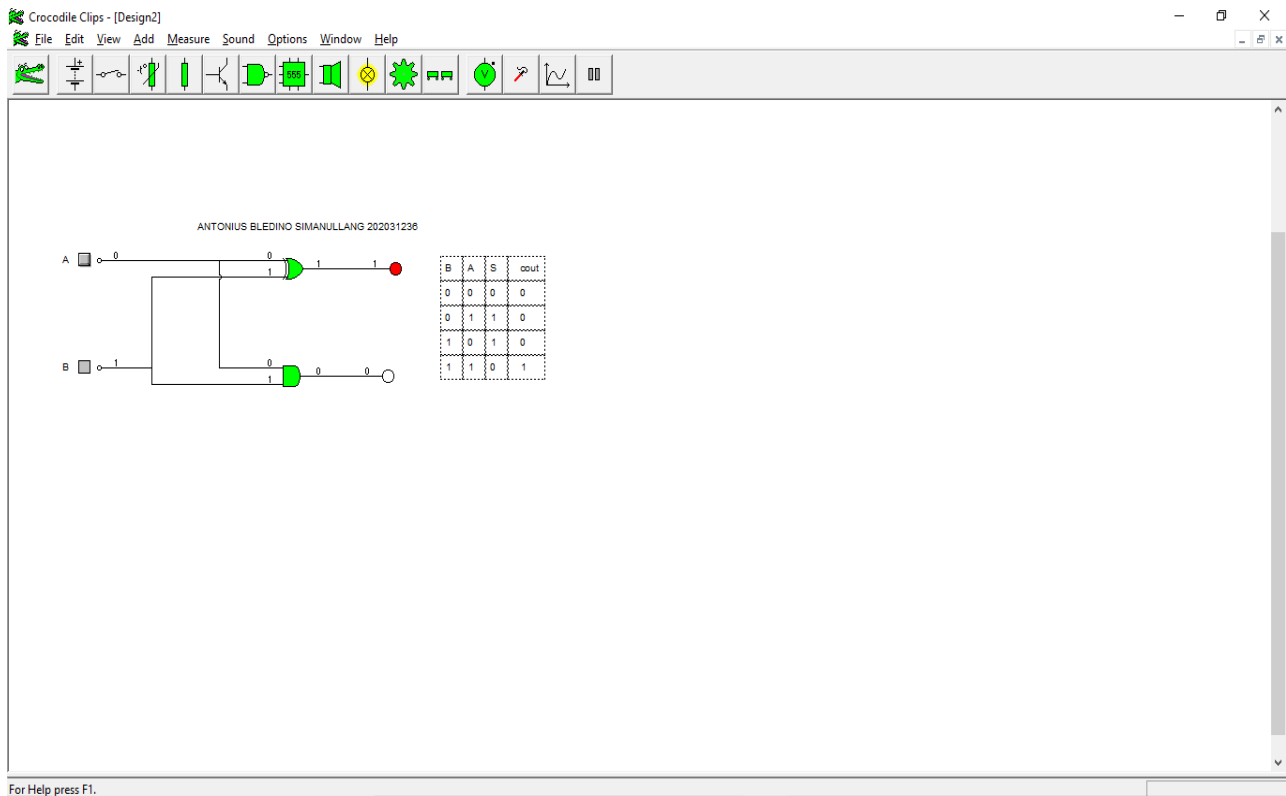 Crocodile Clips - [Design2]
File Edit View Add Measure Sound Options Window Help
555
V
ANTONIUS BLEDINO SIMANULLANG 202031236
A 0 0 1 1
1
B 1 0 0 0
1
B A S cout
0 0 0 0
0 1 1 0
1 0 1 0
1 1 0 1
For Help press F1.